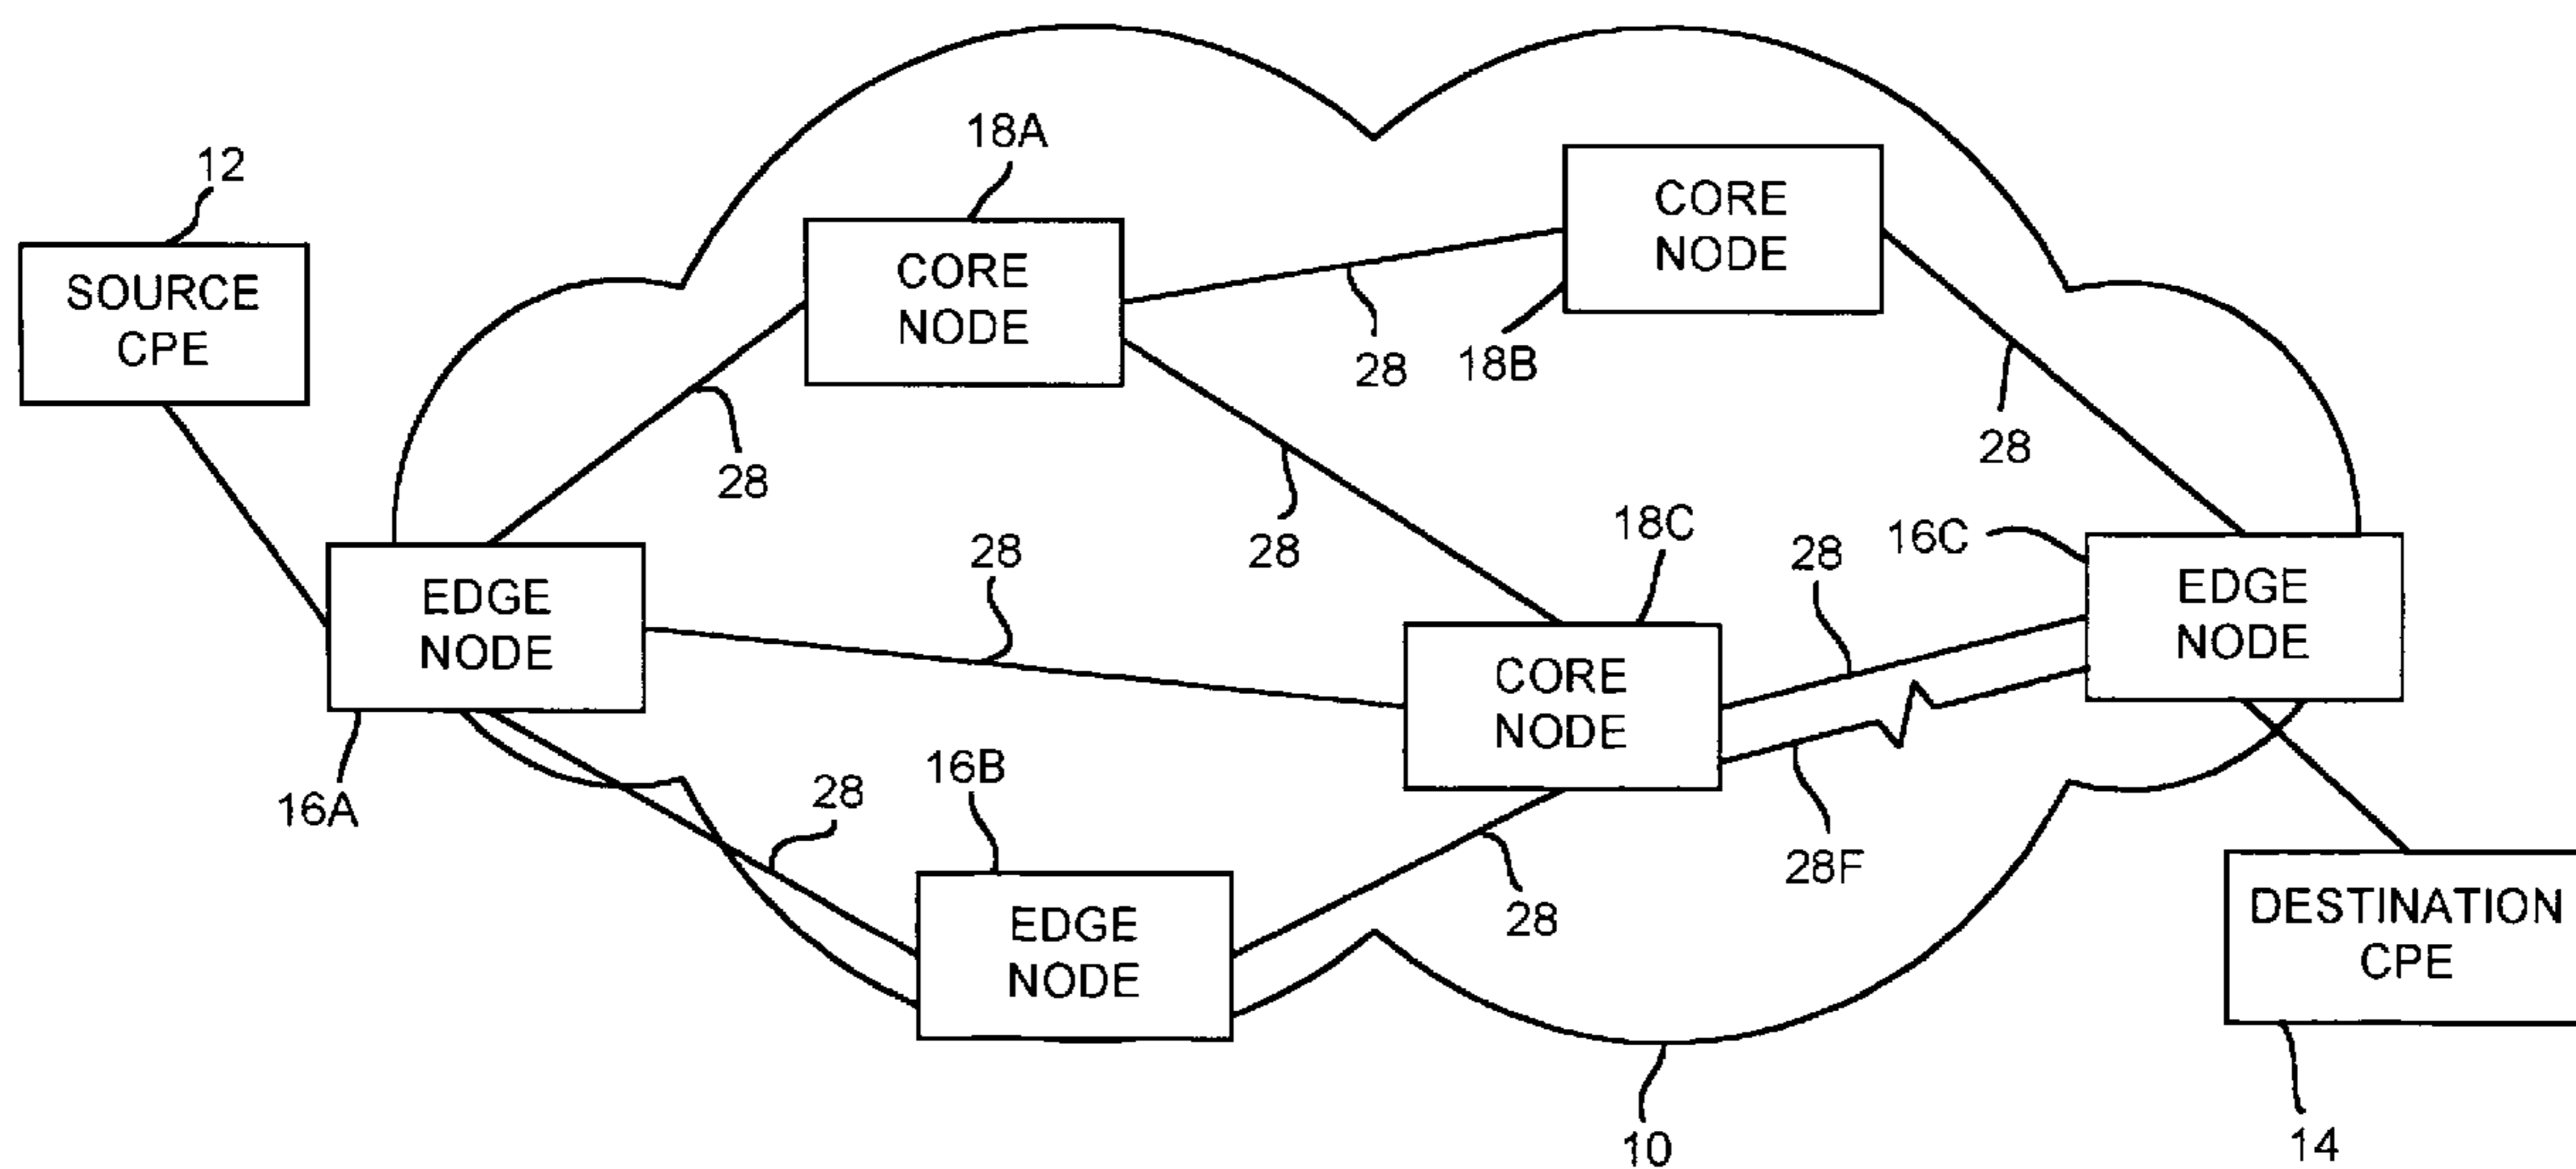 12
SOURCE
CPE
18A
CORE
NODE
CORE
NODE
18B
28
28
28
28
EDGE
NODE
16A
28
18C
CORE
NODE
28
16C
EDGE
NODE
28
16B
EDGE
NODE
28
28F
DESTINATION
CPE
10
14